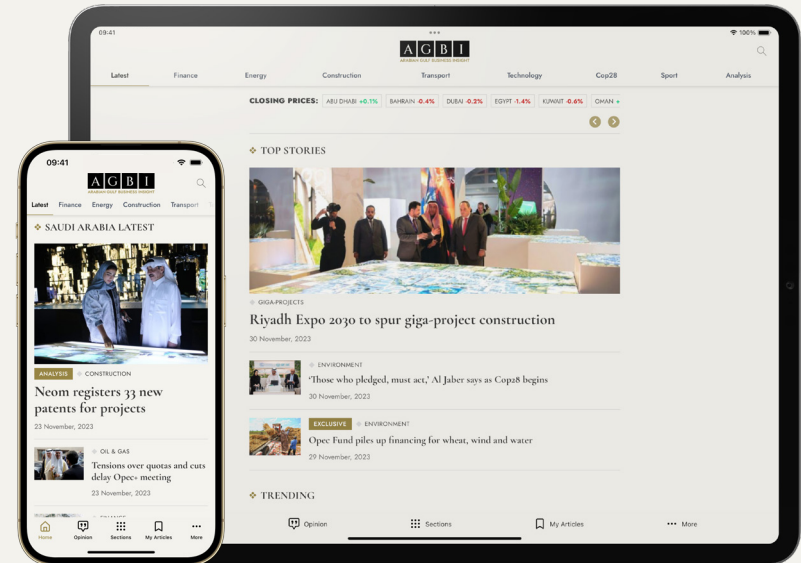 09:41
100%
AGBI
ARABIAN GULF BUSINESS INSIGHT
Latest Finance Energy Construction Transport Technology Cop28 Sport Analysis
CLOSING PRICES: ABU DHABI +0.1% BAHRAIN -0.4% DUBAI -0.2% EGYPT -1.4% KUWAIT -0.6% OMAN +
TOP STORIES
GIGA-PROJECTS
Riyadh Expo 2030 to spur giga-project construction
30 November, 2023
ENVIRONMENT
‘Those who pledged, must act,’ Al Jaber says as Cop28 begins
30 November, 2023
EXCLUSIVE ENVIRONMENT
Opec Fund piles up financing for wheat, wind and water
29 November, 2023
TRENDING
Opinion Sections My Articles More
09:41
AGBI
ARABIAN GULF BUSINESS INSIGHT
Latest Finance Energy Construction Transport
SAUDI ARABIA LATEST
ANALYSIS CONSTRUCTION
Neom registers 33 new
patents for projects
23 November, 2023
OIL & GAS
Tensions over quotas and cuts
delay Opec+ meeting
23 November, 2023
Home Opinion Sections My Articles More